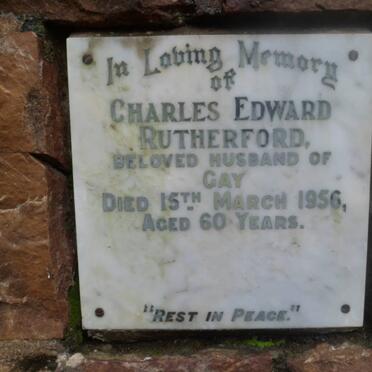 In Loving Memory
of
CHARLES EDWARD
RUTHERFORD,
BELOVED HUSBAND OF
GAY
DIED 15TH MARCH 1956,
AGED 60 YEARS.
"REST IN PEACE."